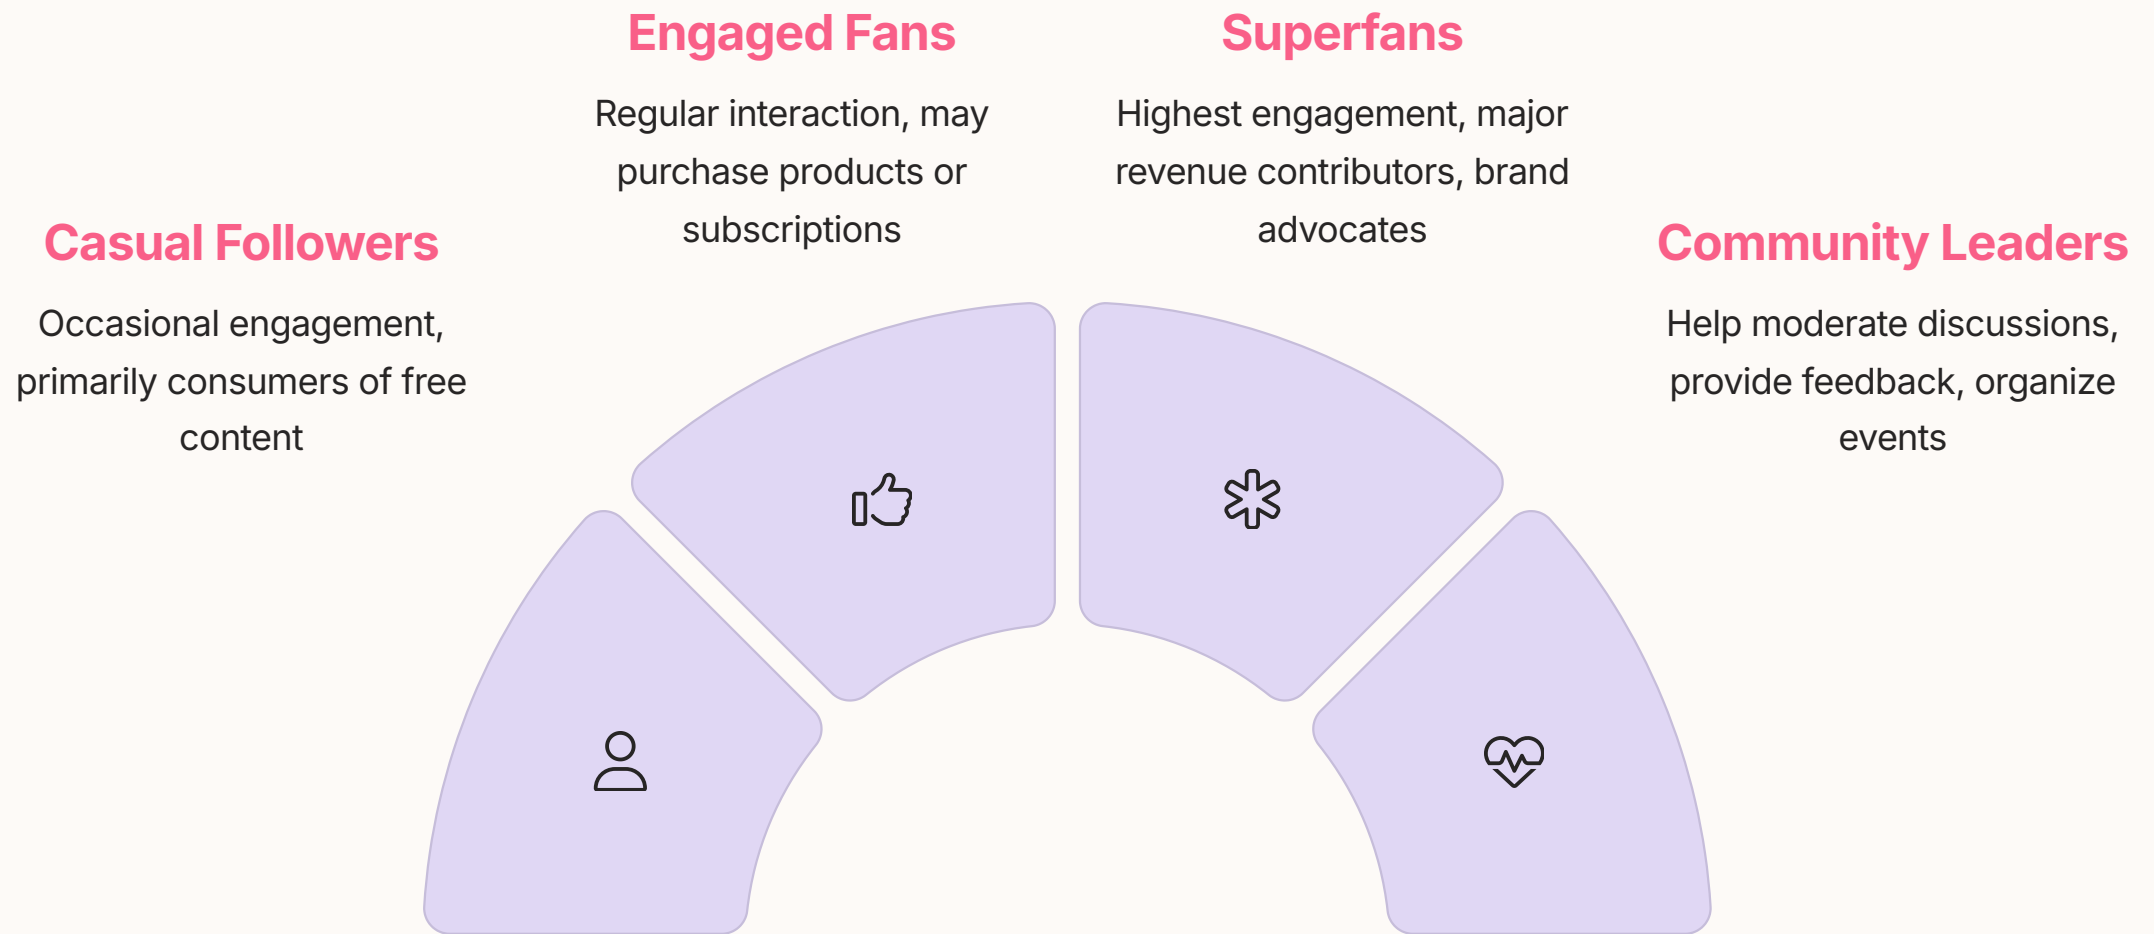 Casual Followers
Occasional engagement,
primarily consumers of free
content
Engaged Fans
Regular interaction, may
purchase products or
subscriptions
Superfans
Highest engagement, major
revenue contributors, brand
advocates
Community Leaders
Help moderate discussions,
provide feedback, organize
events